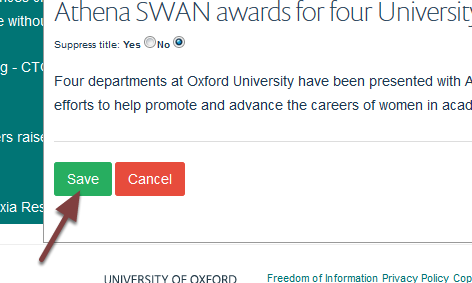 Athena SWAN awards for four University
Suppress title: Yes No
e withou
Four departments at Oxford University have been presented with A
g - CTC
efforts to help promote and advance the careers of women in acad
ers raise
Save Cancel
xia Res
UNIVERSITY OF OXFORD
Freedom of Information Privacy Policy Cop